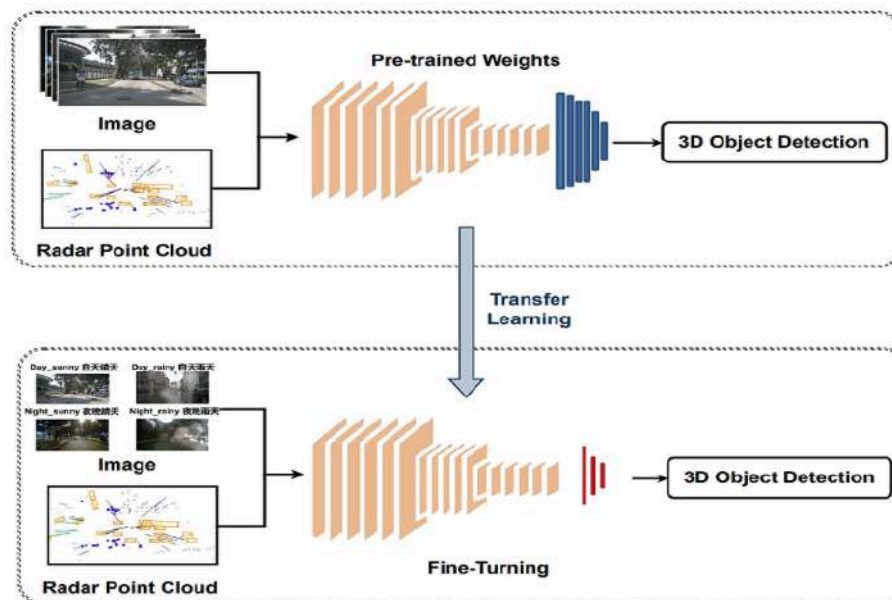 Pre-trained Weights
Image
3D Object Detection
Radar Point Cloud
Transfer
Learning
Day_sunny 白天晴天
Day_rainy 白天雨天
Night_sunny 夜晚晴天
Night_rainy 夜晚雨天
Image
3D Object Detection
Fine-Turning
Radar Point Cloud